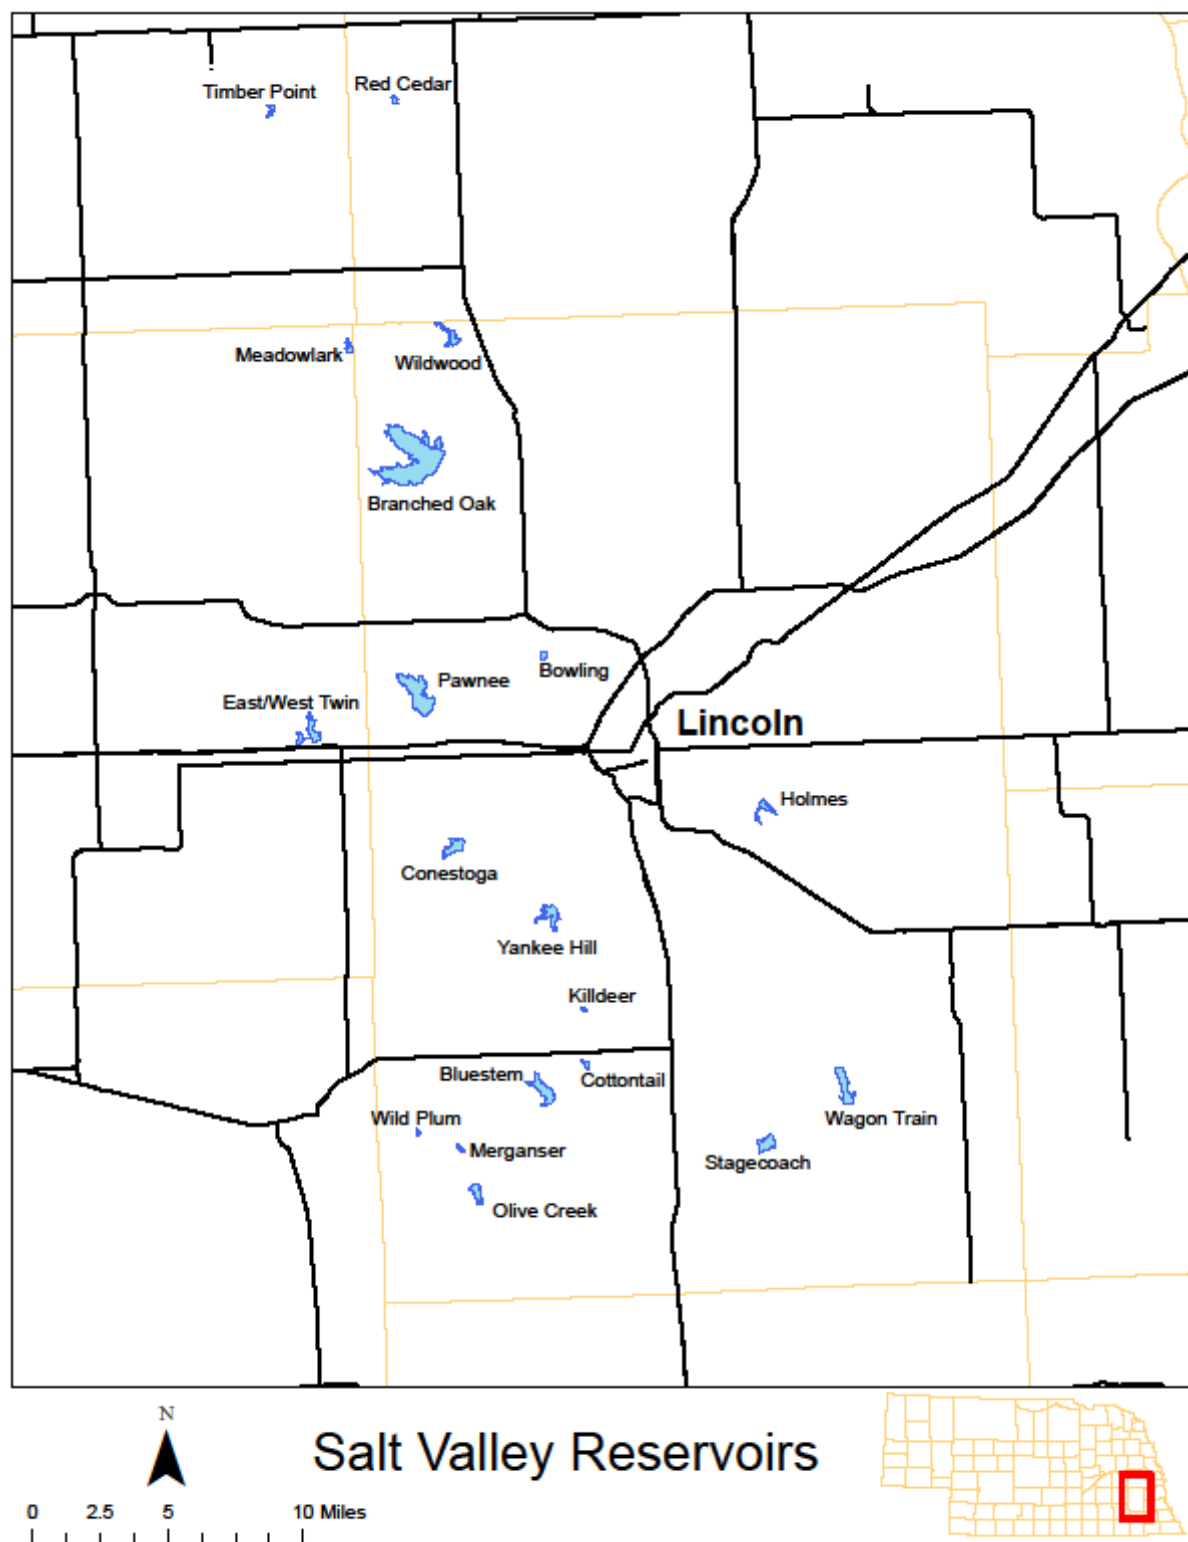 Timber Point
Red Cedar
Meadowlark
Wildwood
Branched Oak
Bowling
Pawnee
East/West Twin
Lincoln
Holmes
Conestoga
Yankee Hill
Killdeer
Bluestem
Cottontail
Wild Plum
Wagon Train
Merganser
Stagecoach
Olive Creek
N
Salt Valley Reservoirs
0 2.5 5 10 Miles